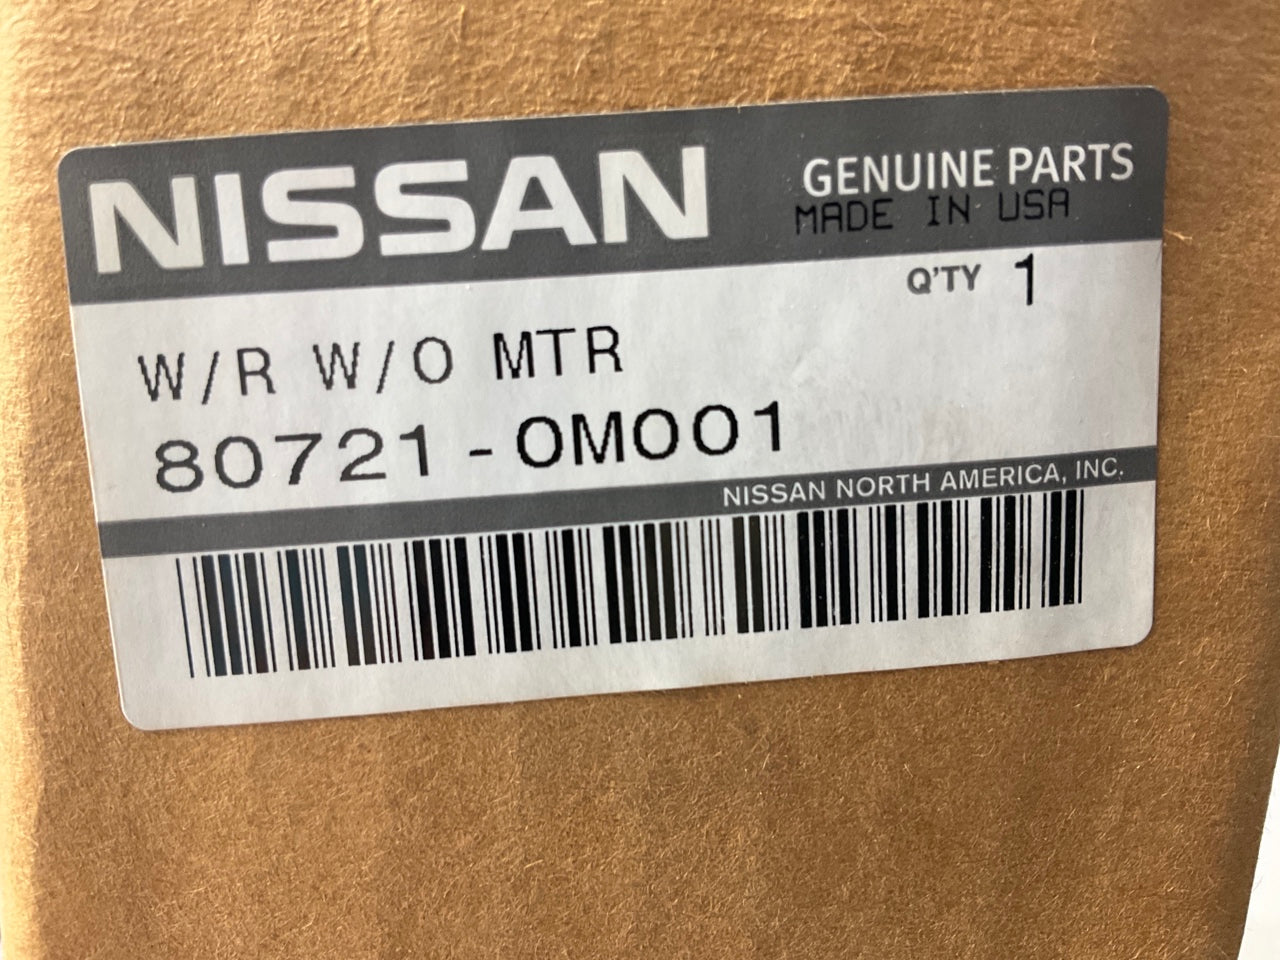 NISSAN
GENUINE PARTS
MADE IN USA
Q'TY 1
W/R W/O MTR
80721-0M001
NISSAN NORTH AMERICA, INC.